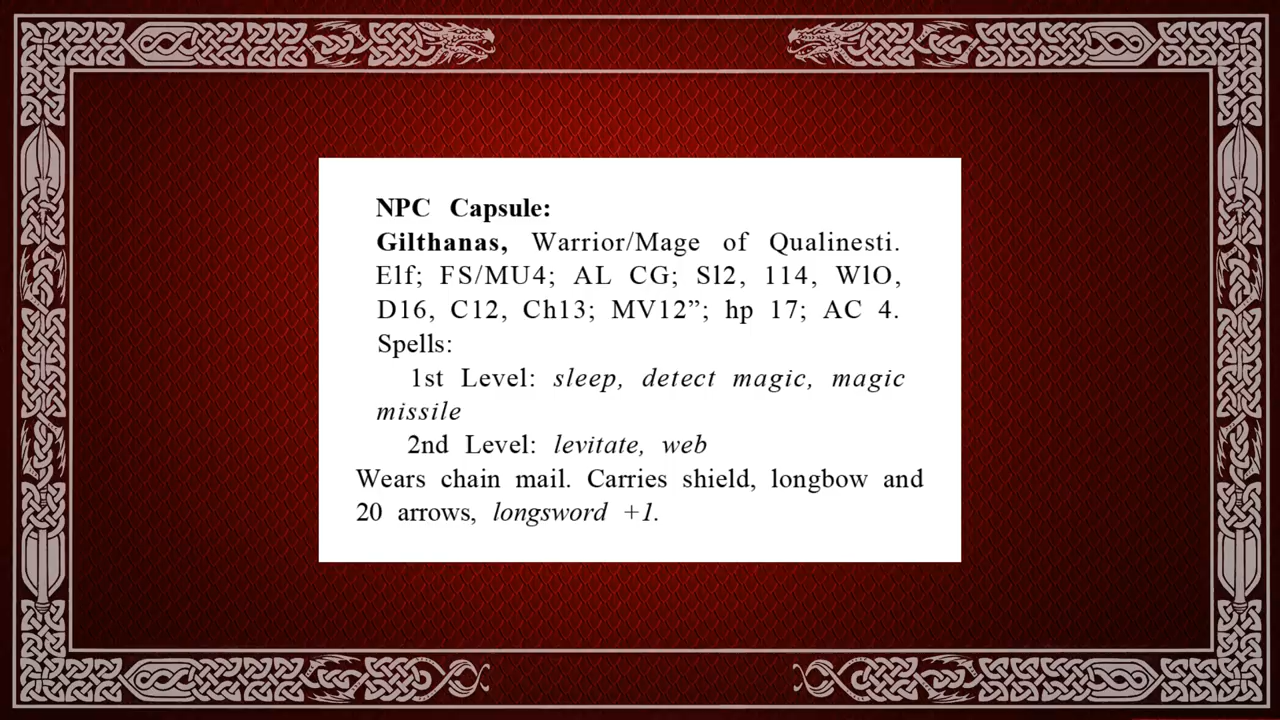 NPC Capsule:
Gilthanas, Warrior/Mage of Qualinesti.
Elf; FS/MU4; AL CG; Sl2, 114, WlO,
D16, C12, Ch13; MV12”; hp 17; AC 4.
Spells:
1st Level: sleep, detect magic, magic
missile
2nd Level: levitate, web
Wears chain mail. Carries shield, longbow and
20 arrows, longsword +1.